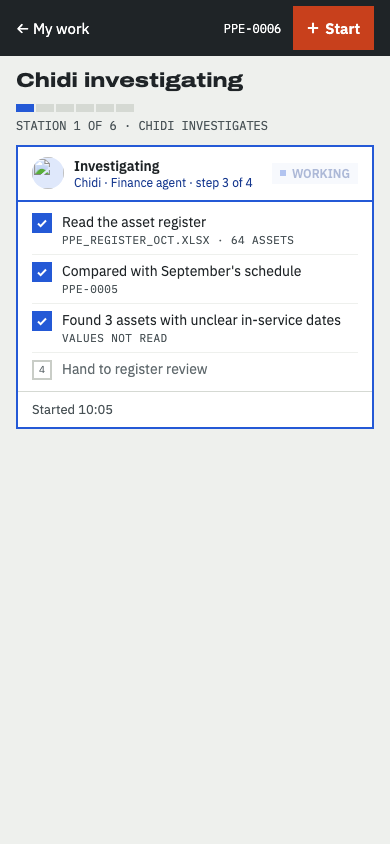 ← My work
PPE-0006
+ Start
Chidi investigating
STATION 1 OF 6 · CHIDI INVESTIGATES
Investigating
Chidi · Finance agent · step 3 of 4
WORKING
Read the asset register
PPE_REGISTER_OCT.XLSX · 64 ASSETS
Compared with September's schedule
PPE-0005
Found 3 assets with unclear in-service dates
VALUES NOT READ
4
Hand to register review
Started 10:05